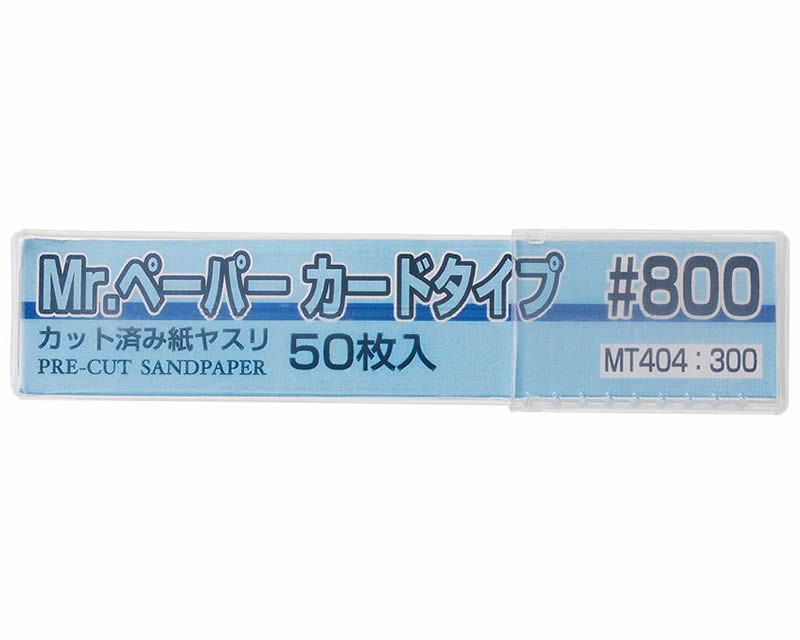 Mr.ペーパー カードタイプ #800
カット済み紙ヤスリ 50枚入
PRE-CUT SANDPAPER
MT404：300